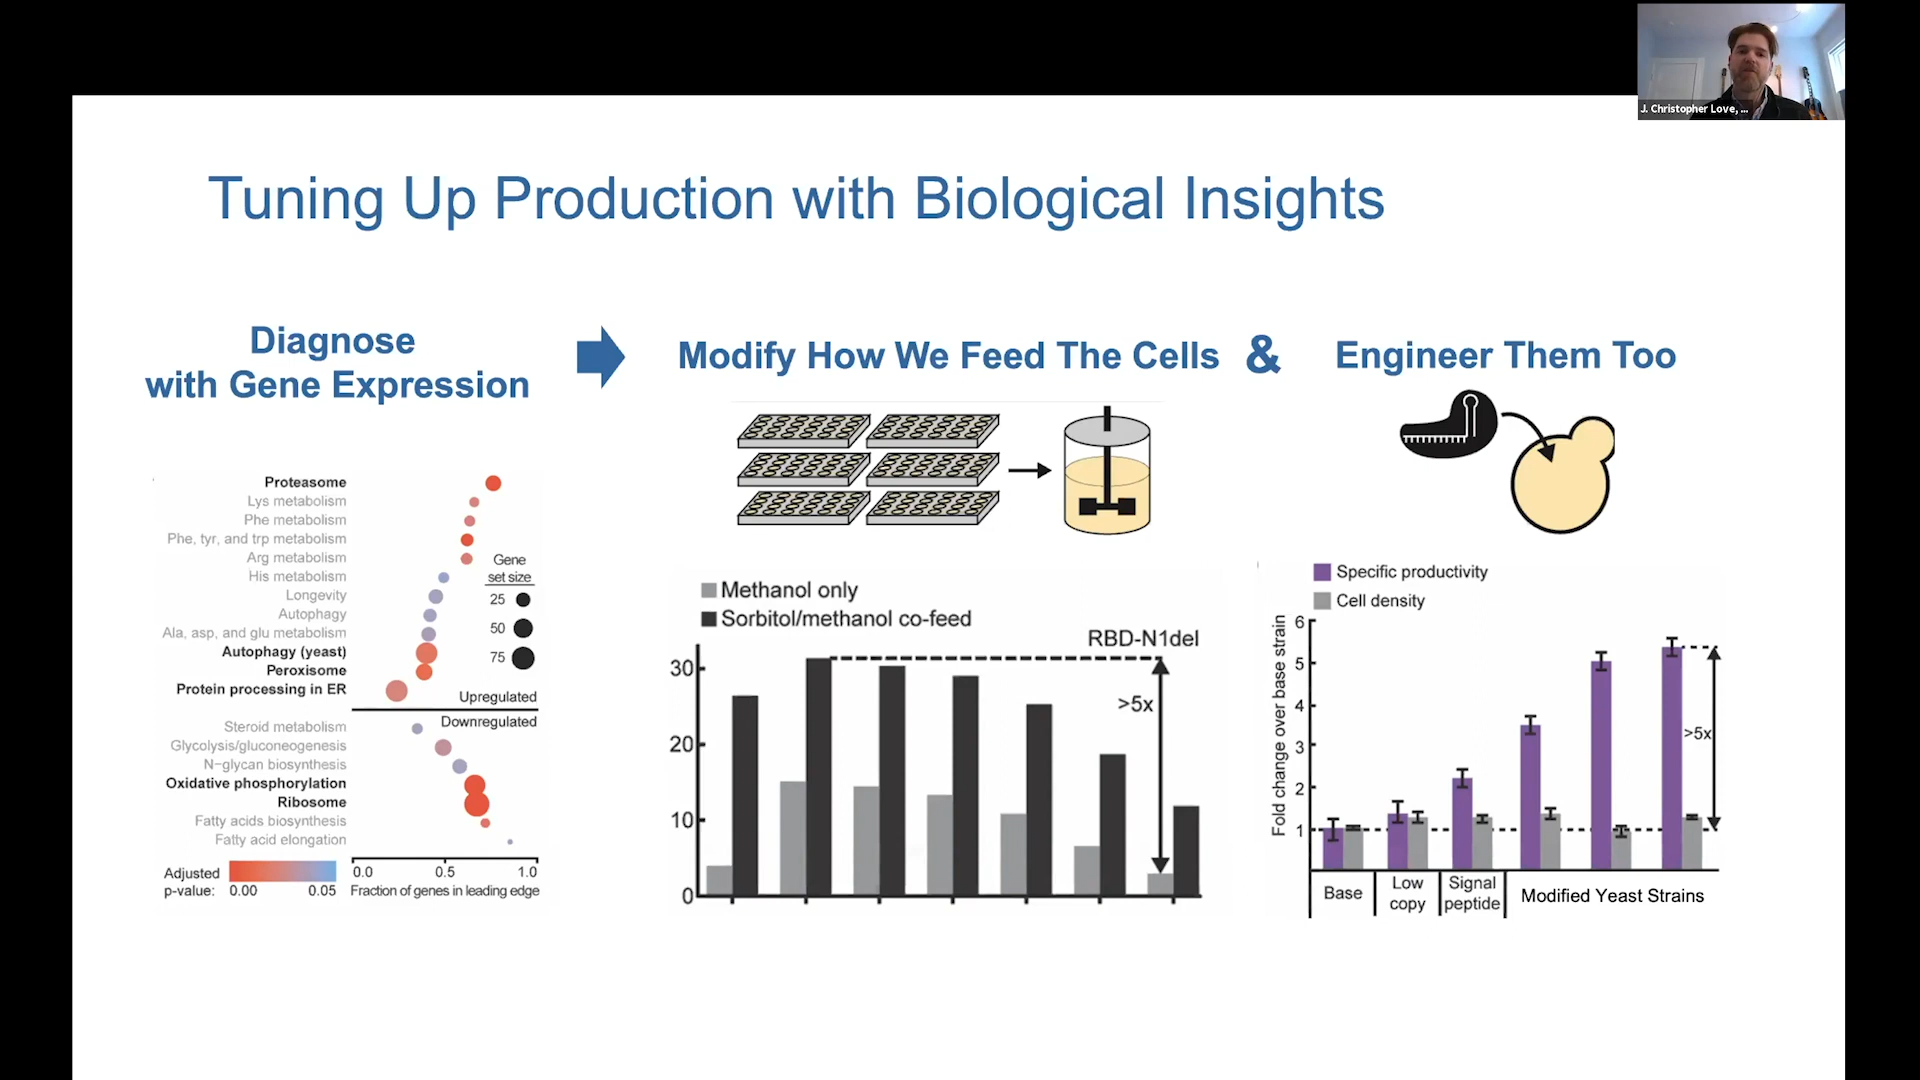 J. Christopher Love, ...
Tuning Up Production with Biological Insights
Diagnose
with Gene Expression
Modify How We Feed The Cells
&
Engineer Them Too
Proteasome
Lys metabolism
Phe metabolism
Phe, tyr, and trp metabolism
Arg metabolism
His metabolism
Longevity
Autophagy
Ala, asp, and glu metabolism
Autophagy (yeast)
Peroxisome
Protein processing in ER
Gene
set size
25
50
75
Upregulated
Downregulated
Steroid metabolism
Glycolysis/gluconeogenesis
N−glycan biosynthesis
Oxidative phosphorylation
Ribosome
Fatty acids biosynthesis
Fatty acid elongation
Adjusted
p-value:
0.00 0.05
0.0 0.5 1.0
Fraction of genes in leading edge
Methanol only
Sorbitol/methanol co-feed
RBD-N1del
>5x
30
20
10
0
Specific productivity
Cell density
Fold change over base strain
6
5
4
3
2
1
>5x
Base
Low
copy
Signal
peptide
Modified Yeast Strains